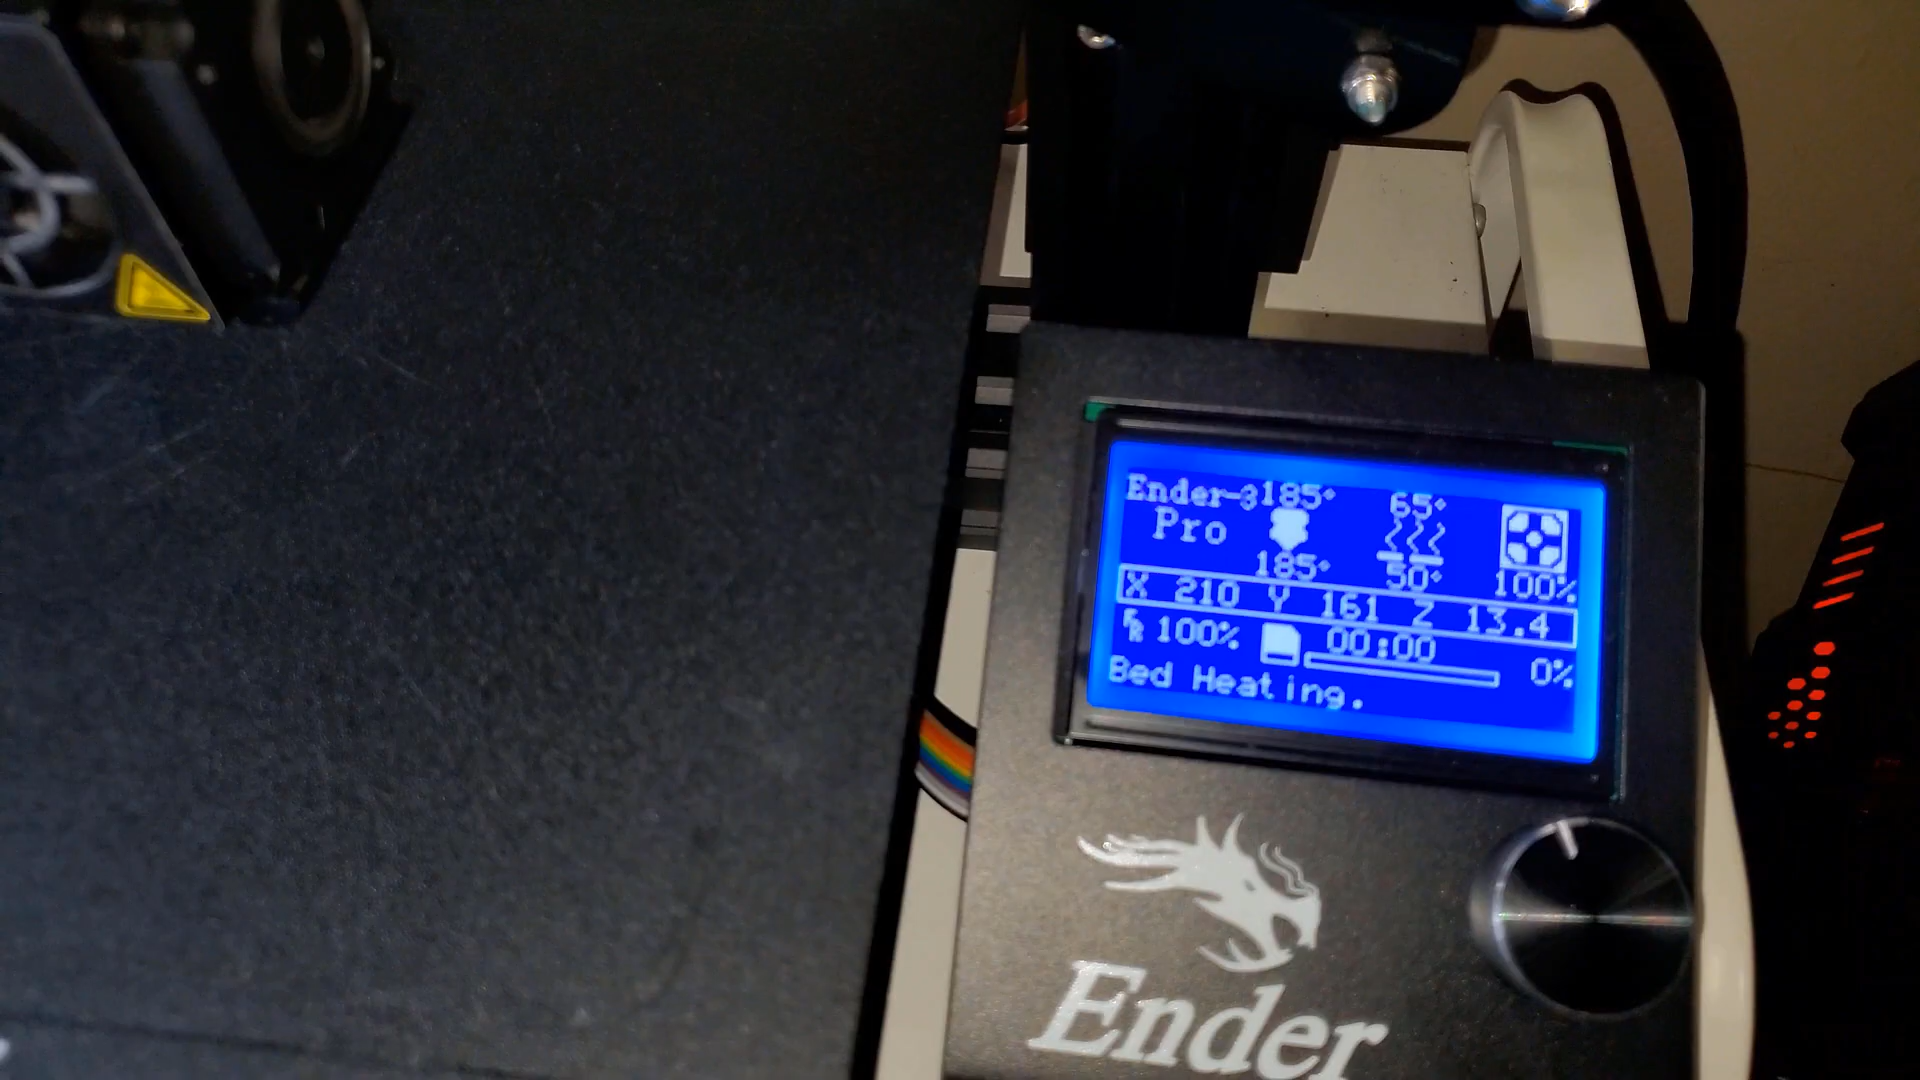 Ender-3 185° 65°
Pro
185° 50° 100%
X 210 Y 161 Z 13.4
FR 100% 00:00
0%
Bed Heating.
Ender